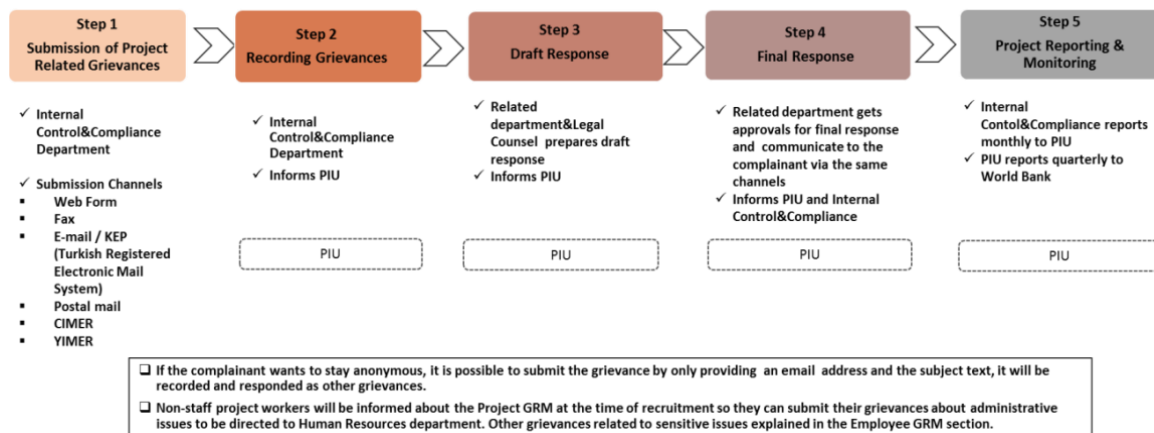 Step 1
Submission of Project
Related Grievances
✓ Internal
Control&Compliance
Department
✓ Submission Channels
▪ Web Form
▪ Fax
▪ E-mail / KEP
(Turkish Registered
Electronic Mail
System)
▪ Postal mail
▪ CIMER
▪ YIMER
Step 2
Recording Grievances
✓ Internal
Control&Compliance
Department
✓ Informs PIU
PIU
Step 3
Draft Response
✓ Related
department&Legal
Counsel prepares draft
response
✓ Informs PIU
PIU
Step 4
Final Response
✓ Related department gets
approvals for final response
and communicate to the
complainant via the same
channels
✓ Informs PIU and Internal
Control&Compliance
PIU
Step 5
Project Reporting &
Monitoring
✓ Internal
Contol&Compliance reports
monthly to PIU
✓ PIU reports quarterly to
World Bank
PIU
❑ If the complainant wants to stay anonymous, it is possible to submit the grievance by only providing an email address and the subject text, it will be
recorded and responded as other grievances.
❑ Non-staff project workers will be informed about the Project GRM at the time of recruitment so they can submit their grievances about administrative
issues to be directed to Human Resources department. Other grievances related to sensitive issues explained in the Employee GRM section.